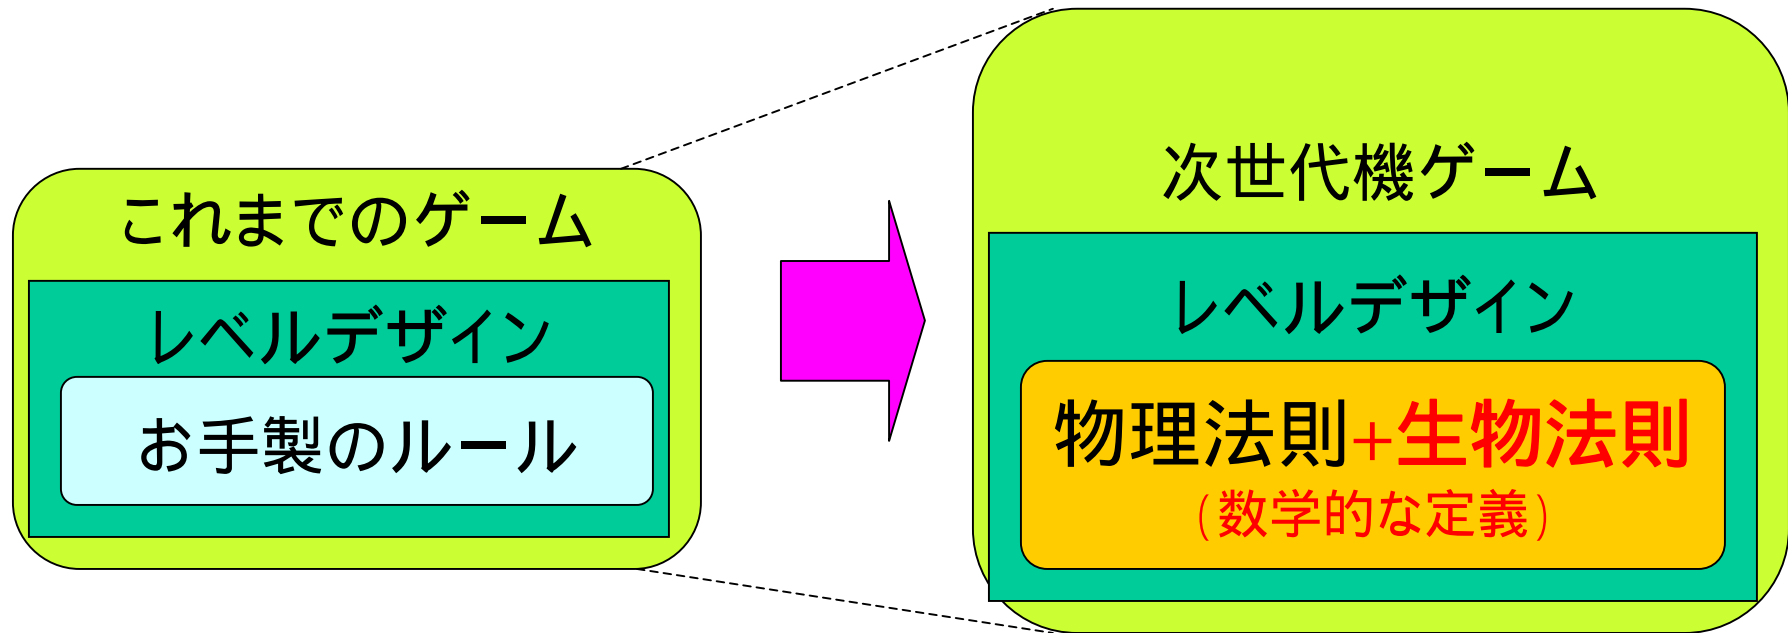 これまでのゲーム
レベルデザイン
お手製のルール
次世代機ゲーム
レベルデザイン
物理法則+生物法則
(数学的な定義)